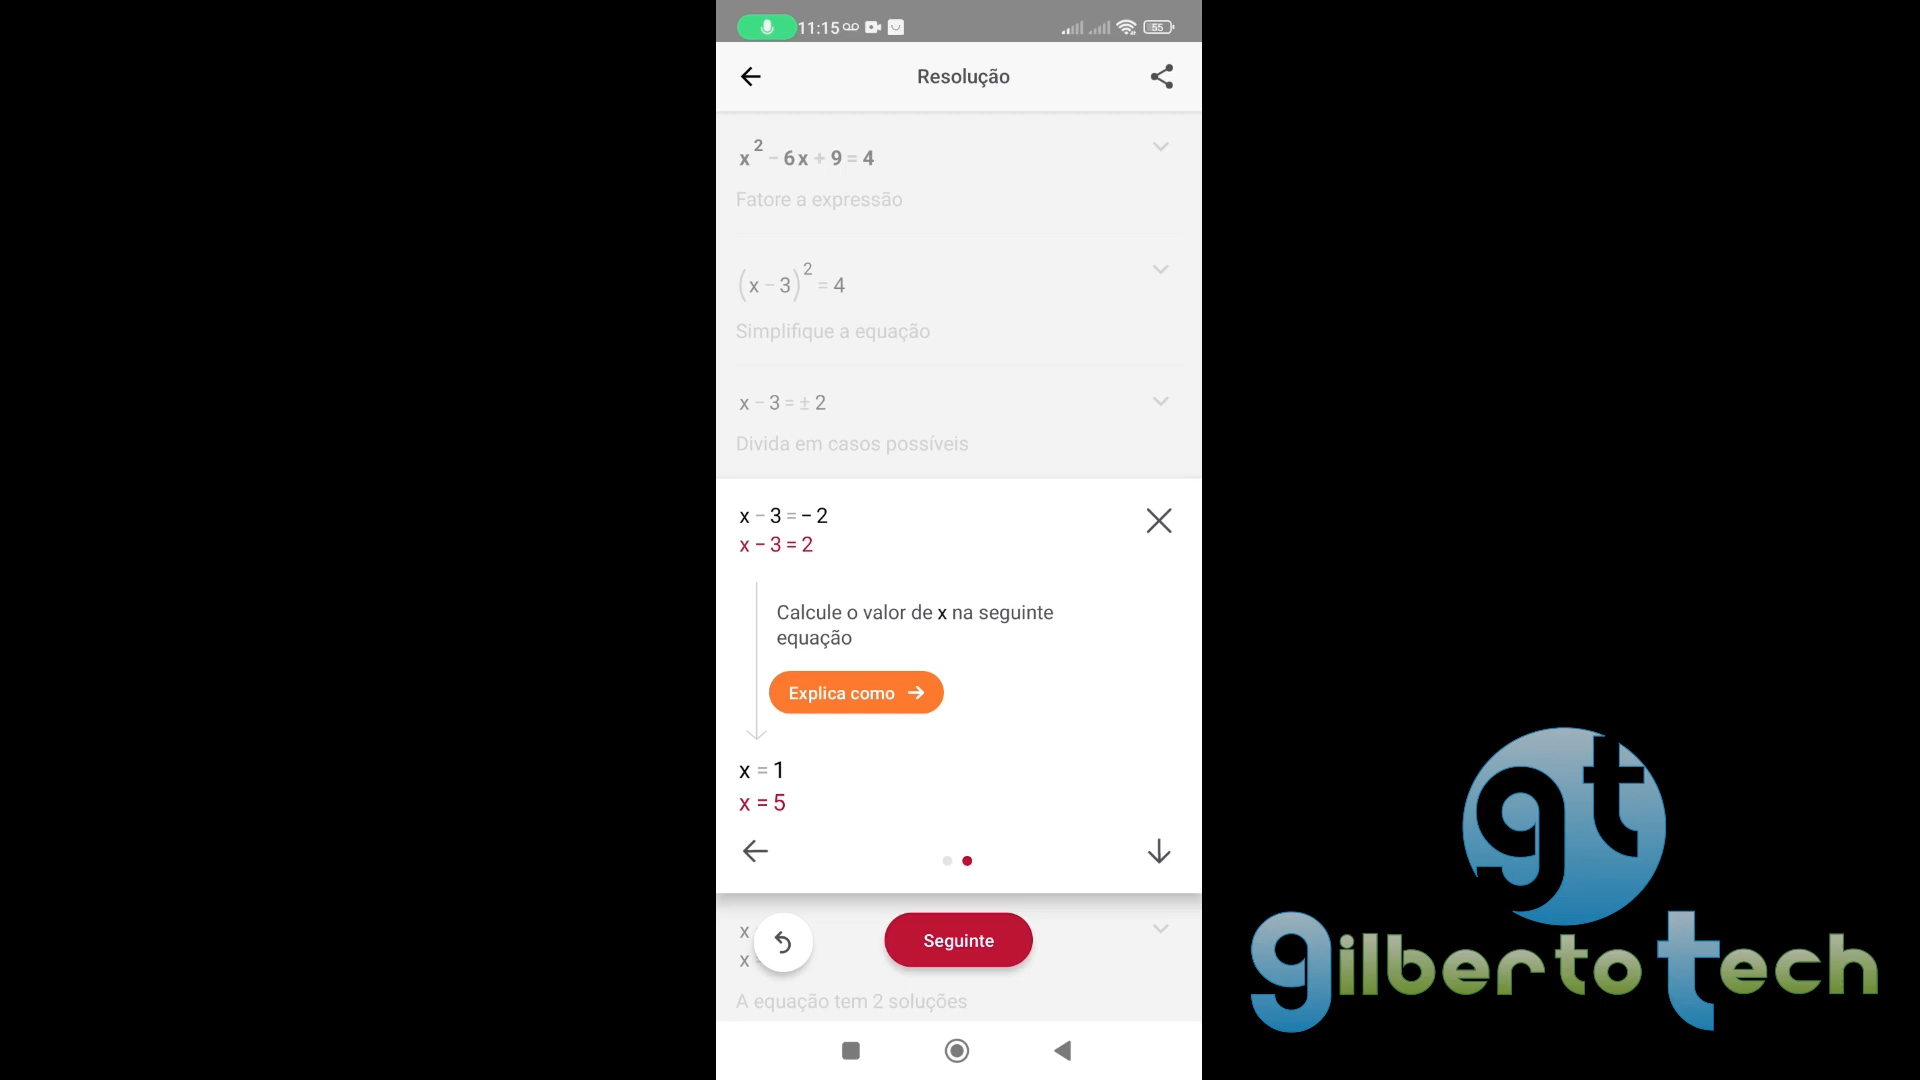 11:15
55
Resolução
x² − 6x + 9 = 4
Fatore a expressão
(x − 3)² = 4
Simplifique a equação
x − 3 = ± 2
Divida em casos possíveis
x − 3 = − 2
x − 3 = 2
Calcule o valor de x na seguinte
equação
Explica como →
x = 1
x = 5
Seguinte
x
x
A equação tem 2 soluções
gt
gilberto tech